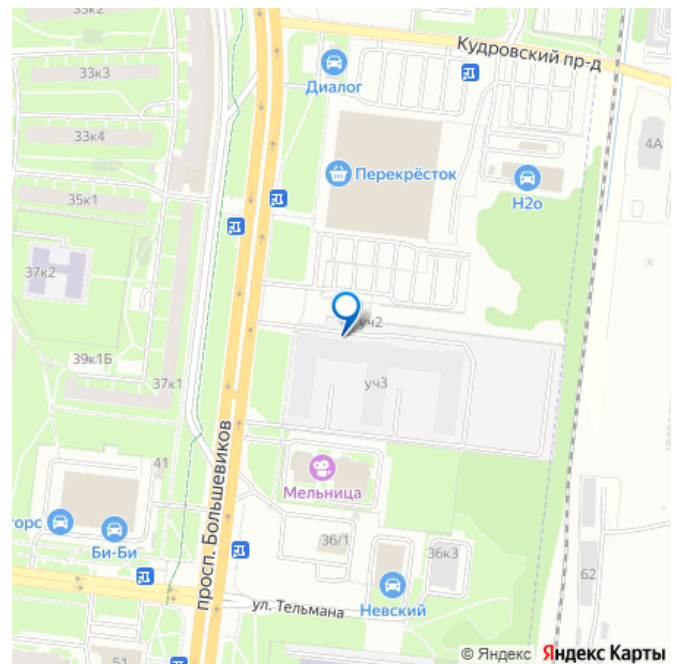 33к2
Кудровский пр-д
33к3
Диалог
33к4
4А
Перекрёсток
35к1
Н2о
37к2
уч2
39к1Б
37к1
уч3
просп. Большевиков
41
Мельница
торс
Би-Би
36/1
36к3
62
ул. Тельмана
Невский
51
© Яндекс Яндекс Карты